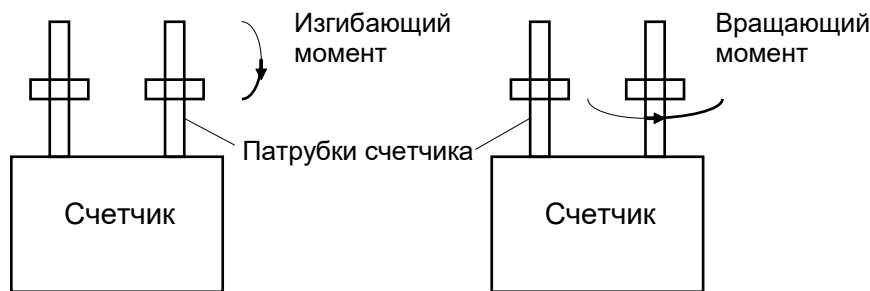 Изгибающий
момент
Вращающий
момент
Патрубки счетчика
Счетчик
Счетчик